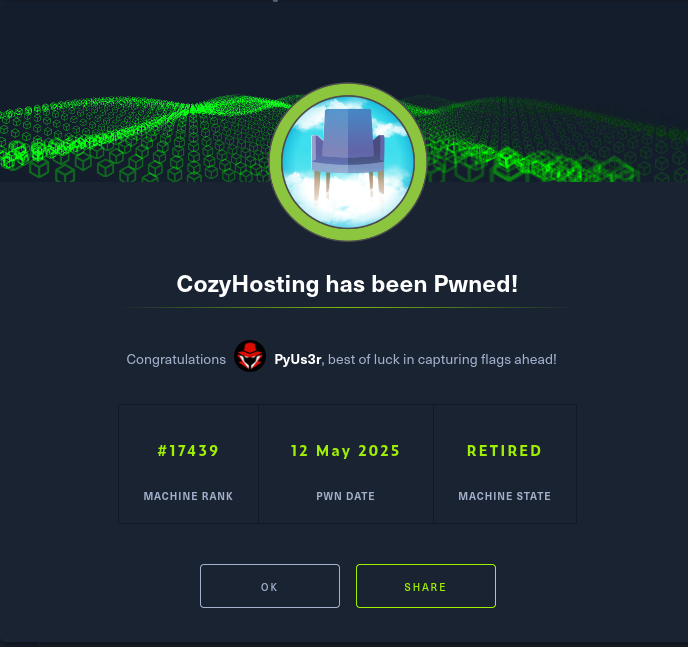 CozyHosting has been Pwned!
Congratulations PyUs3r, best of luck in capturing flags ahead!
#17439 12 May 2025 RETIRED
MACHINE RANK PWN DATE MACHINE STATE
OK SHARE